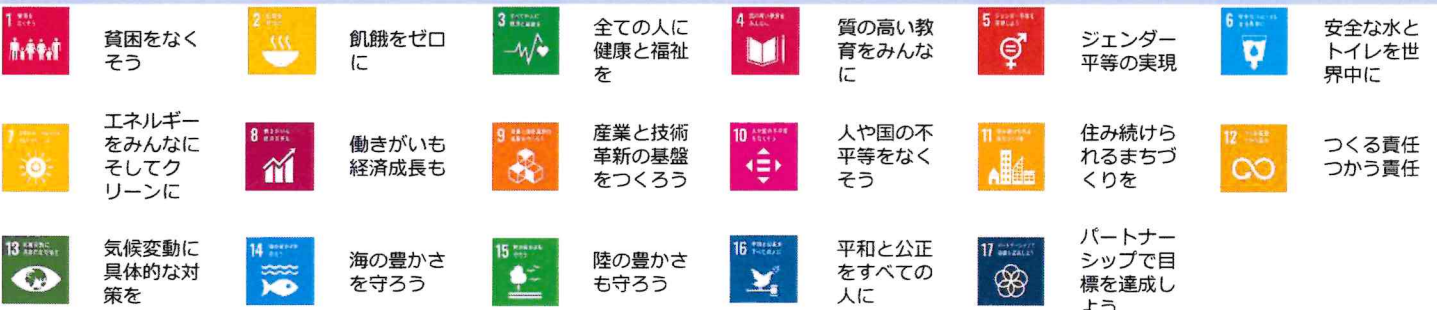 1
貧困をなく
そう
2
飢餓をゼロ
に
3
全ての人に
健康と福祉
を
4
質の高い教
育をみんな
に
5
ジェンダー
平等の実現
6
安全な水と
トイレを世
界中に
7
エネルギー
をみんなに
そしてク
リーンに
8
働きがいも
経済成長も
9
産業と技術
革新の基盤
をつくろう
10
人や国の不
平等をなく
そう
11
住み続けら
れるまちづ
くりを
12
つくる責任
つかう責任
13
気候変動に
具体的な対
策を
14
海の豊かさ
を守ろう
15
陸の豊かさ
も守ろう
16
平和と公正
をすべての
人に
17
パートナー
シップで目
標を達成し
よう